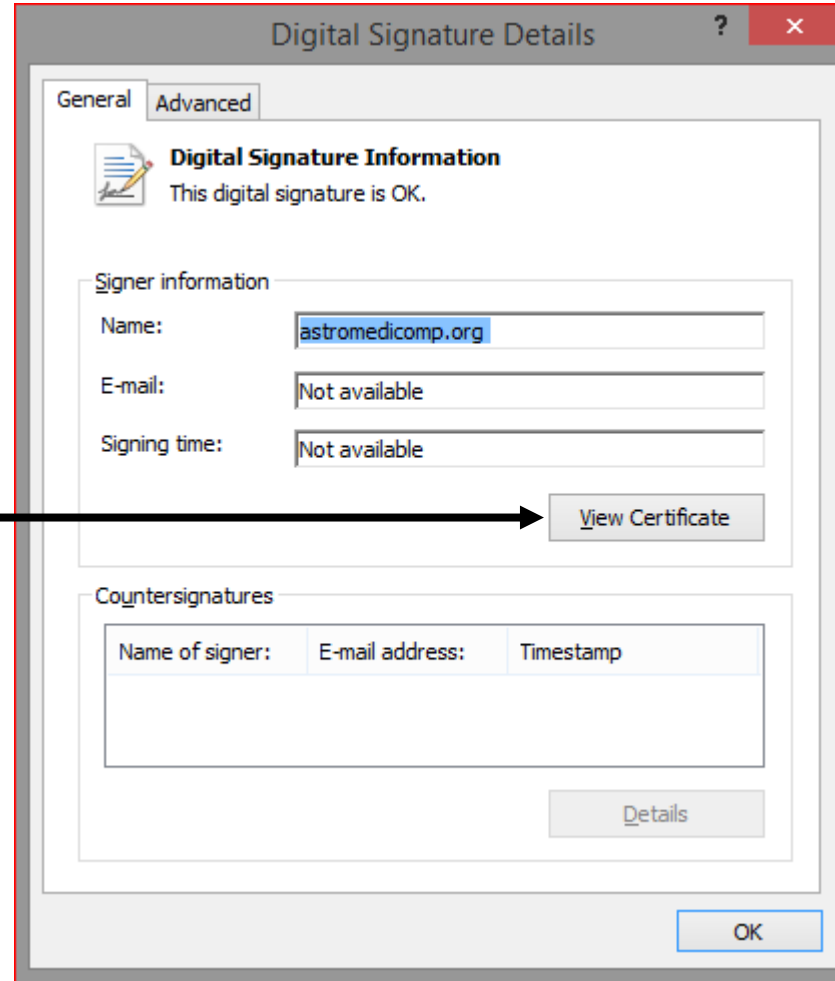 Digital Signature Details
? ×
General Advanced
Digital Signature Information
This digital signature is OK.
Signer information
Name: astromedicomp.org
E-mail: Not available
Signing time: Not available
View Certificate
Countersignatures
Name of signer: E-mail address: Timestamp
Details
OK